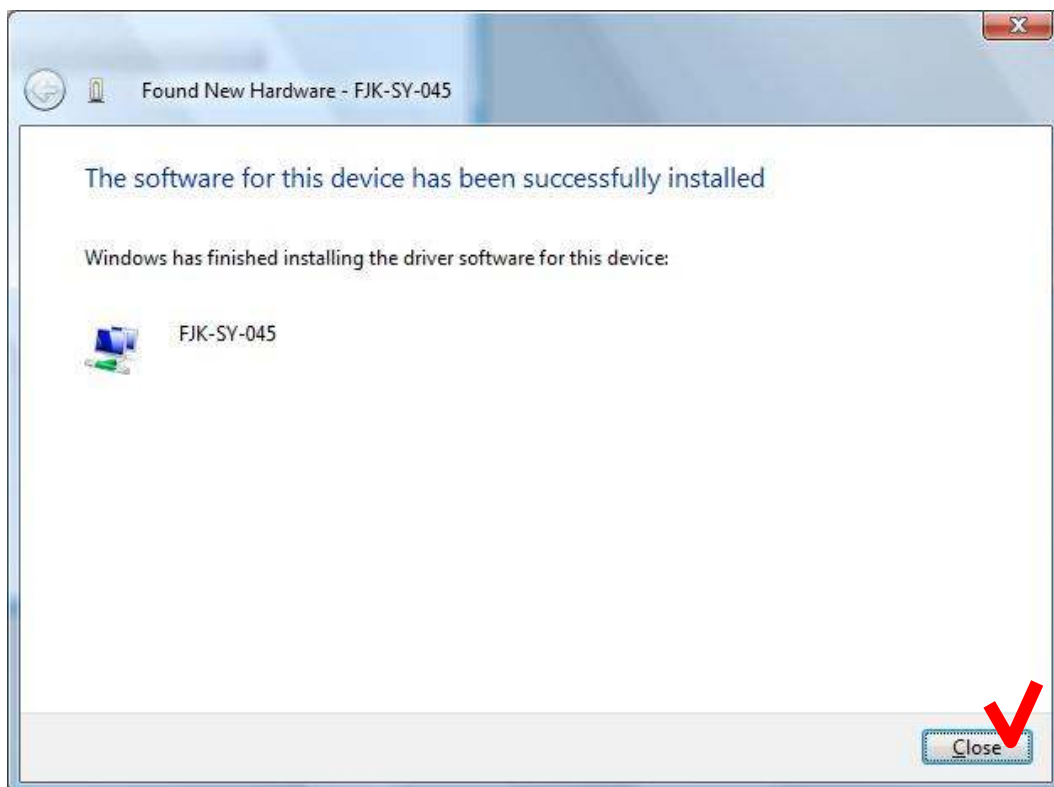 Found New Hardware - FJK-SY-045
The software for this device has been successfully installed
Windows has finished installing the driver software for this device:
FJK-SY-045
Close